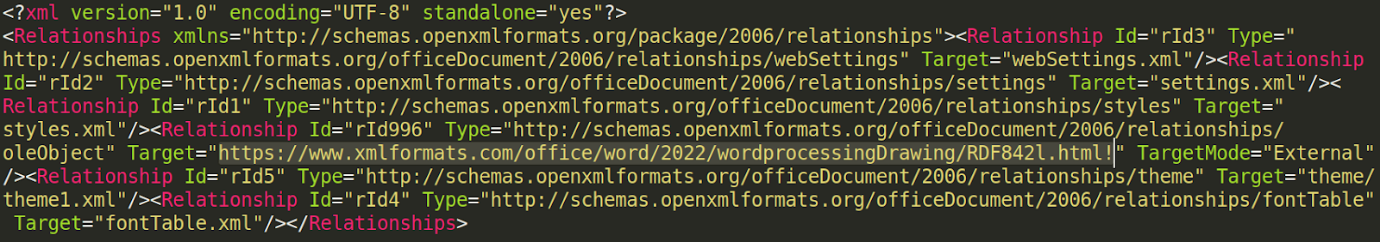 <?xml version="1.0" encoding="UTF-8" standalone="yes"?>
<Relationships xmlns="http://schemas.openxmlformats.org/package/2006/relationships"><Relationship Id="rId3" Type="
http://schemas.openxmlformats.org/officeDocument/2006/relationships/webSettings" Target="webSettings.xml"/><Relationship
Id="rId2" Type="http://schemas.openxmlformats.org/officeDocument/2006/relationships/settings" Target="settings.xml"/><
Relationship Id="rId1" Type="http://schemas.openxmlformats.org/officeDocument/2006/relationships/styles" Target="
styles.xml"/><Relationship Id="rId996" Type="http://schemas.openxmlformats.org/officeDocument/2006/relationships/
oleObject" Target="https://www.xmlformats.com/office/word/2022/wordprocessingDrawing/RDF842l.html!" TargetMode="External"
/><Relationship Id="rId5" Type="http://schemas.openxmlformats.org/officeDocument/2006/relationships/theme" Target="theme/
theme1.xml"/><Relationship Id="rId4" Type="http://schemas.openxmlformats.org/officeDocument/2006/relationships/fontTable"
Target="fontTable.xml"/></Relationships>